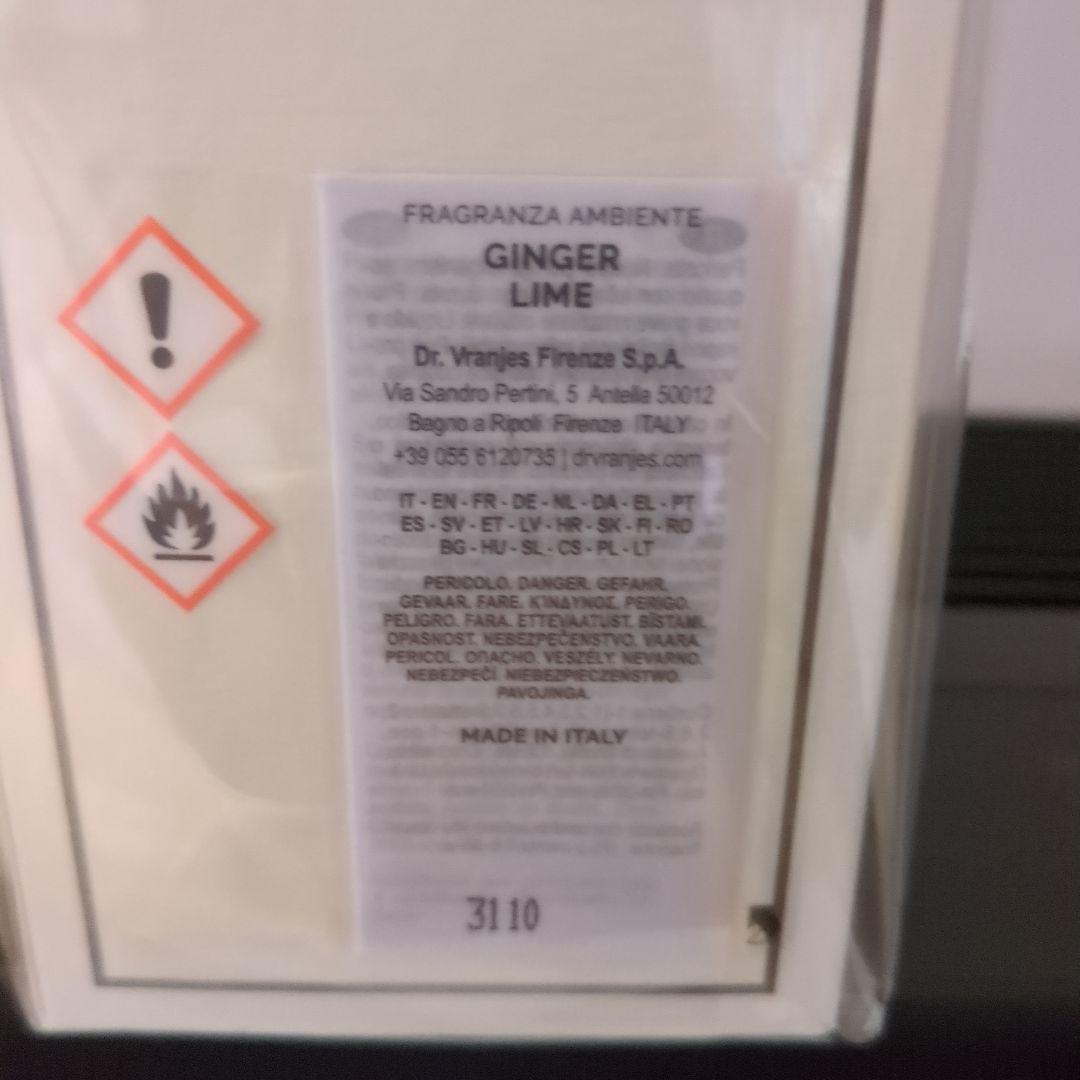 FRAGRANZA AMBIENTE
GINGER
LIME
Dr. Vranjes Firenze S.p.A.
Via Sandro Pertini, 5 Antella 50012
Bagno a Ripoli Firenze ITALY
+39 055 6120735 | drvranjes.com
IT - EN - FR - DE - NL - DA - EL - PT
ES - SV - ET - LV - HR - SK - FI - RO
BG - HU - SL - CS - PL - LT
PERICOLO. DANGER. GEFAHR.
GEVAAR. FARE. ΚΊΝΔΥΝΟΣ. PERIGO.
PELIGRO. FARA. ETTEVAATUST. BĪSTAMI.
OPASNOST. NEBEZPEČENSTVO. VAARA.
PERICOL. ОПАСНО. VESZÉLY. NEVARNO.
NEBEZPEČÍ. NIEBEZPIECZEŃSTWO.
PAVOJINGA.
MADE IN ITALY
3110